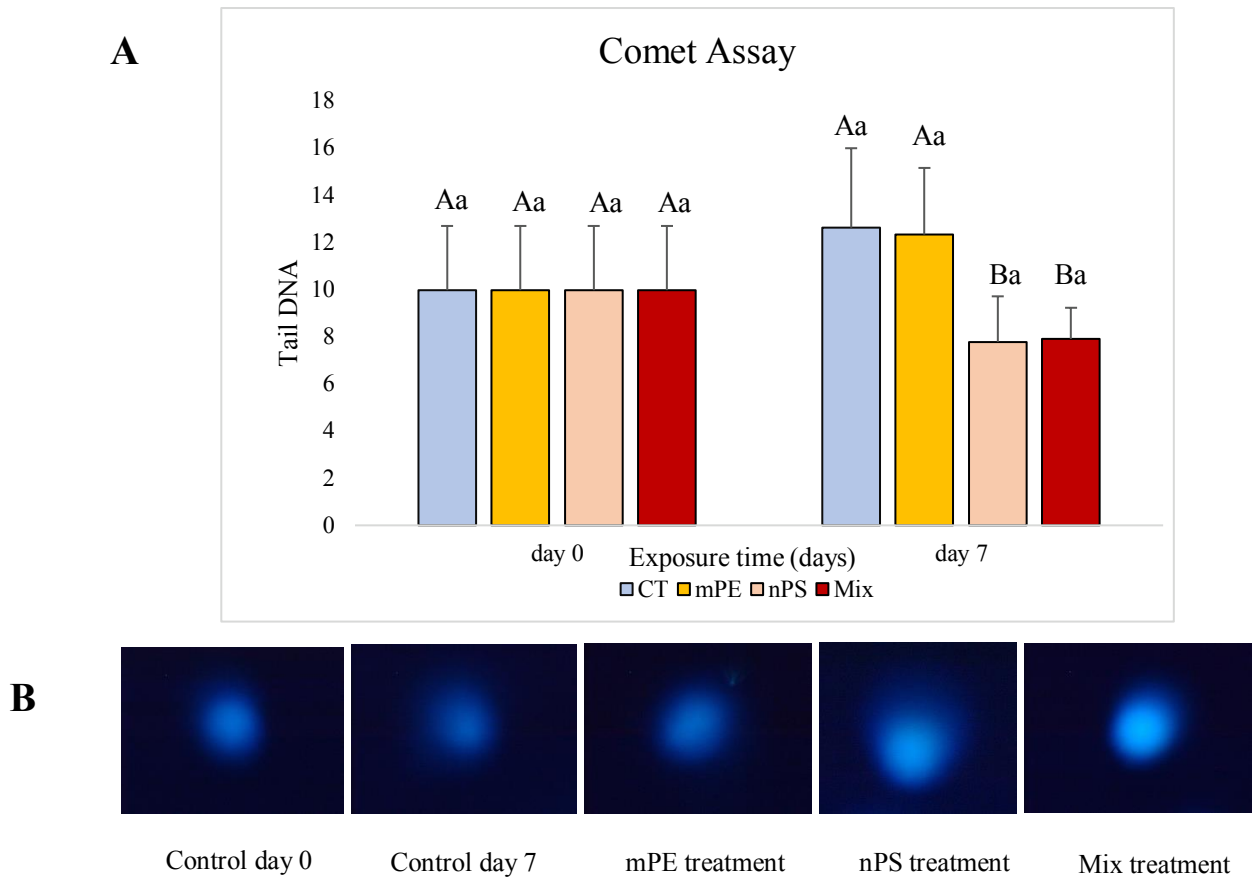 A
Comet Assay
Tail DNA
18
16
14
12
10
8
6
4
2
0
Aa Aa Aa Aa
Aa Aa Ba Ba
day 0 Exposure time (days) day 7
CT mPE nPS Mix
B
Control day 0 Control day 7 mPE treatment nPS treatment Mix treatment